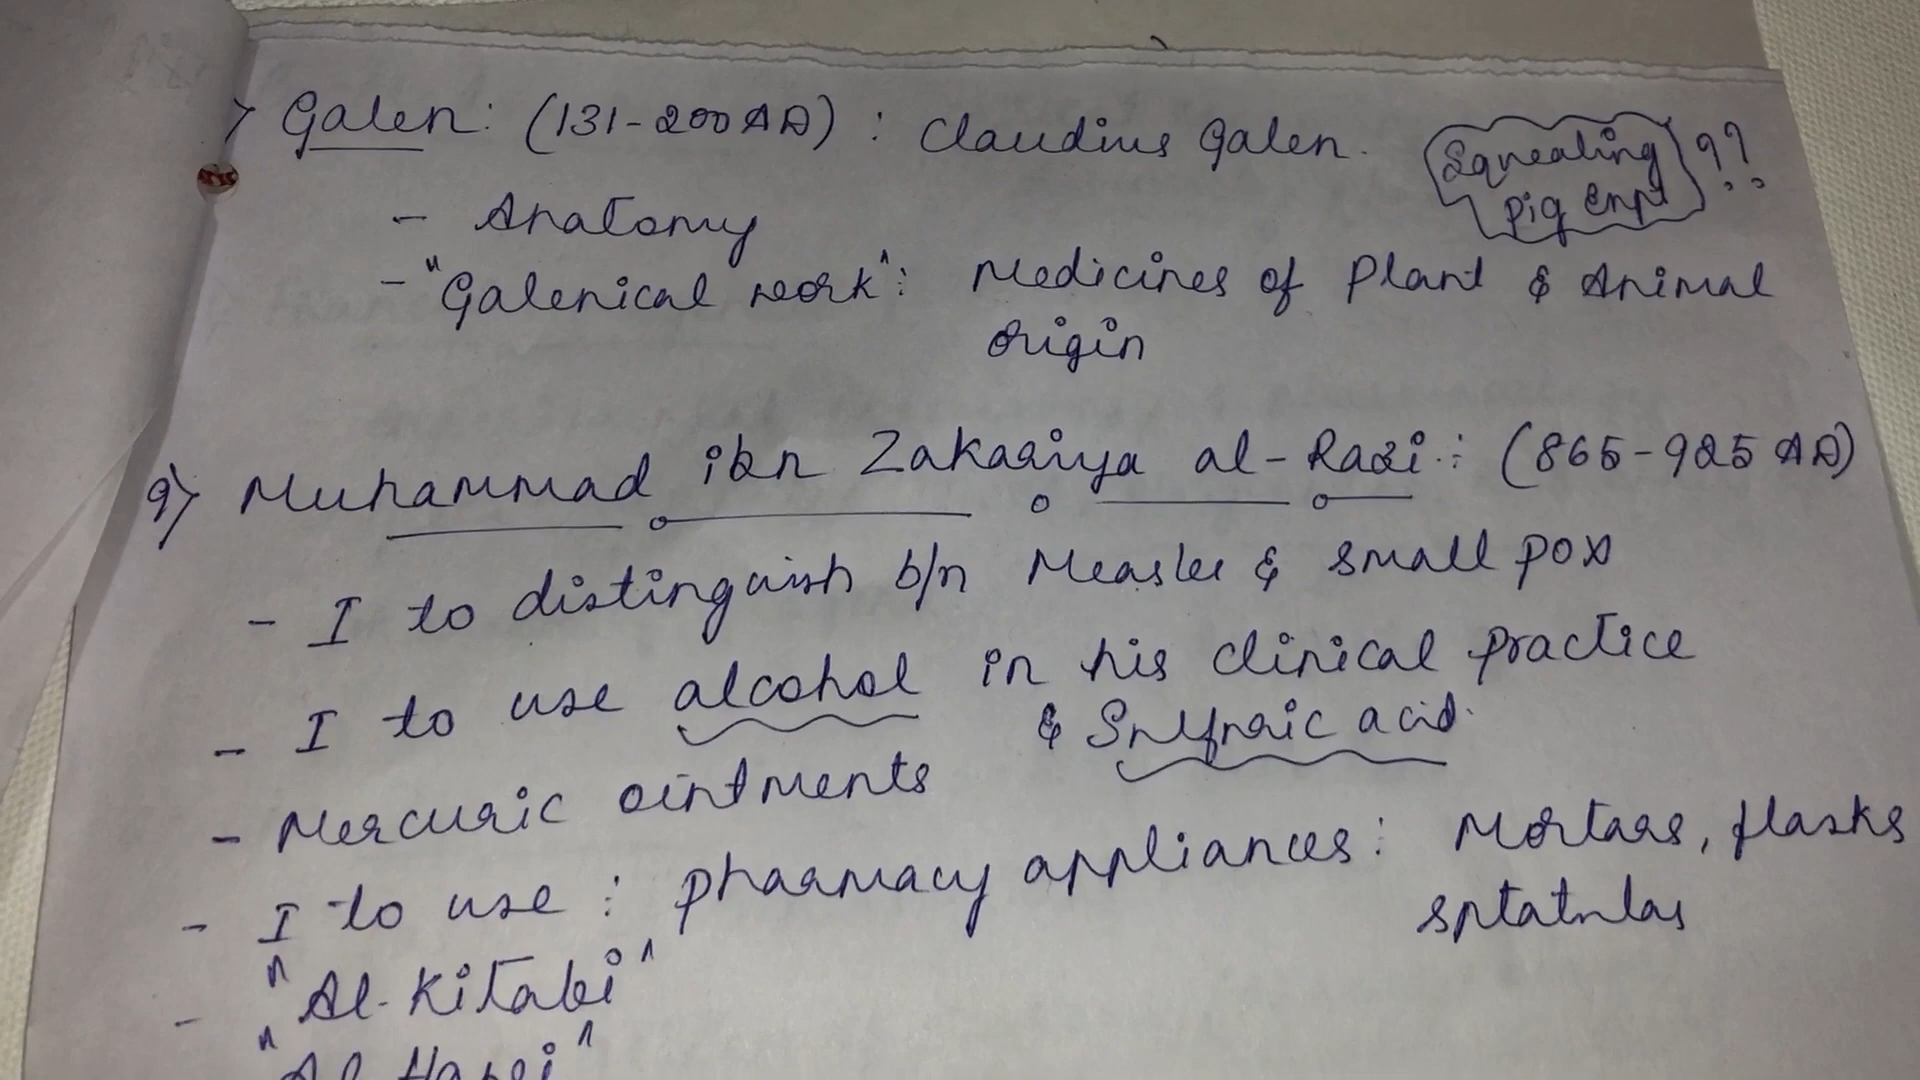 > Galen: (131-200 AD) : Claudius Galen. Squealing Pig Exp ??
- Anatomy
- "Galenical work": Medicines of Plant & Animal
Origin
9) Muhammad ibn Zakariya al-Razi: (865-925 AD)
- I to distinguish b/n Measles & small pox
- I to use alcohol in his clinical practice
& Sulfuric acid.
- Mercuric ointments
- I to use : pharmacy appliances: Mortars, flasks
sptatulas
- "Al-Kitabi"